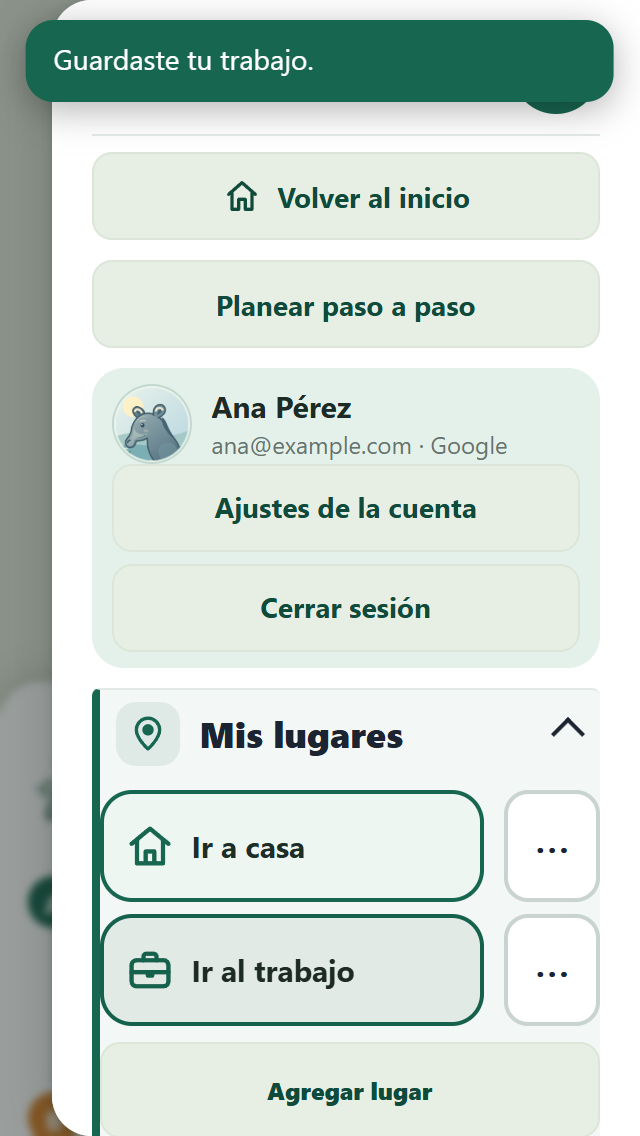 Guardaste tu trabajo.
Volver al inicio
Planear paso a paso
Ana Pérez
ana@example.com · Google
Ajustes de la cuenta
Cerrar sesión
Mis lugares
Ir a casa
...
Ir al trabajo
...
Agregar lugar